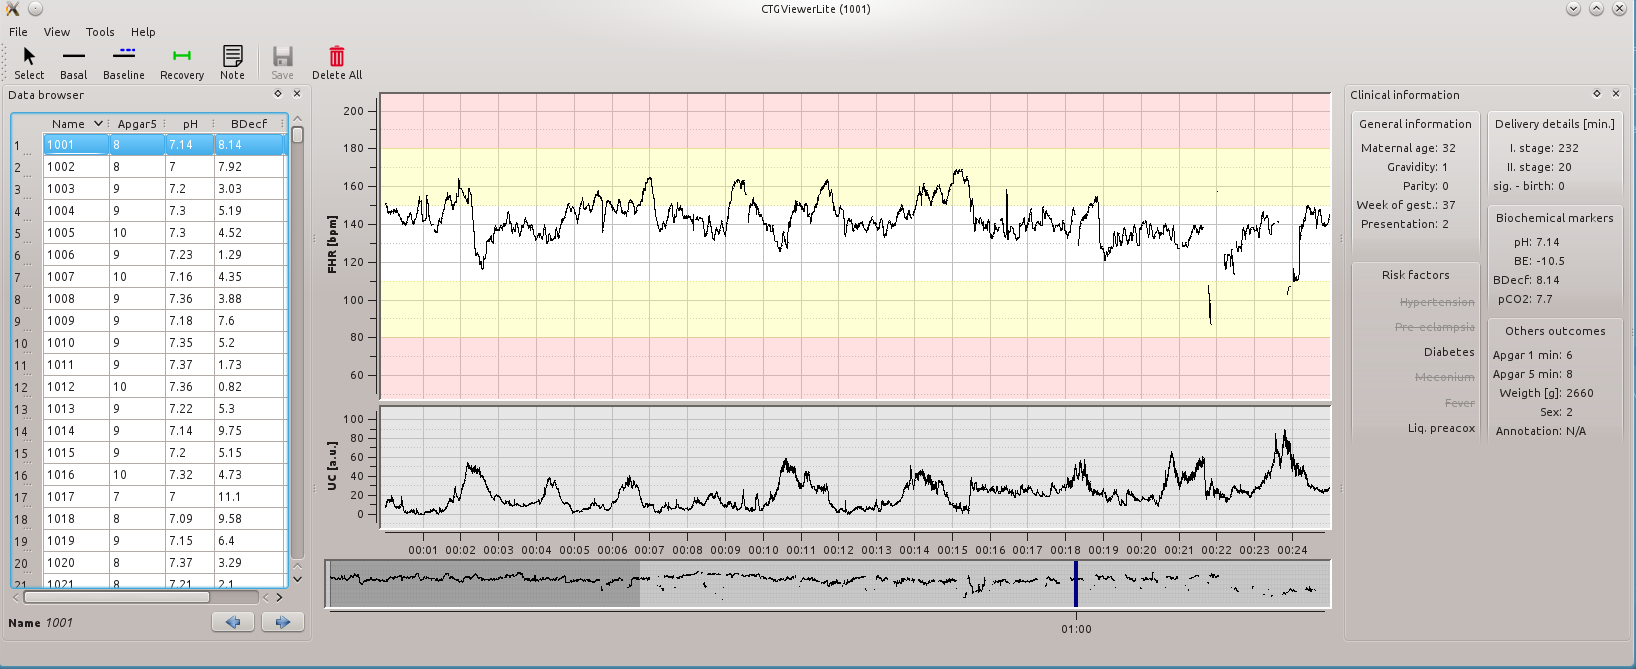 CTGViewerLite (1001)
File View Tools Help
Select Basal Baseline Recovery Note Save Delete All
Data browser
Name Apgar5 pH BDecf
1 1001 8 7.14 8.14
2 1002 8 7 7.92
3 1003 9 7.2 3.03
4 1004 9 7.3 5.19
5 1005 10 7.3 4.52
6 1006 9 7.23 1.29
7 1007 10 7.16 4.35
8 1008 9 7.36 3.88
9 1009 9 7.18 7.6
10 1010 9 7.35 5.2
11 1011 9 7.37 1.73
12 1012 10 7.36 0.82
13 1013 9 7.22 5.3
14 1014 9 7.14 9.75
15 1015 9 7.2 5.15
16 1016 10 7.32 4.73
17 1017 7 7 11.1
18 1018 8 7.09 9.58
19 1019 9 7.15 6.4
20 1020 8 7.37 3.29
21 1021 8 7.21 2.1
Name 1001
FHR [bpm]
200
180
160
140
120
100
80
60
UC [a.u.]
100
80
60
40
20
0
00:01 00:02 00:03 00:04 00:05 00:06 00:07 00:08 00:09 00:10 00:11 00:12 00:13 00:14 00:15 00:16 00:17 00:18 00:19 00:20 00:21 00:22 00:23 00:24
01:00
Clinical information
General information
Maternal age: 32
Gravidity: 1
Parity: 0
Week of gest.: 37
Presentation: 2
Risk factors
Hypertension
Pre-eclampsia
Diabetes
Meconium
Fever
Liq. preacox
Delivery details [min.]
I. stage: 232
II. stage: 20
sig. - birth: 0
Biochemical markers
pH: 7.14
BE: -10.5
BDecf: 8.14
pCO2: 7.7
Others outcomes
Apgar 1 min: 6
Apgar 5 min: 8
Weigth [g]: 2660
Sex: 2
Annotation: N/A